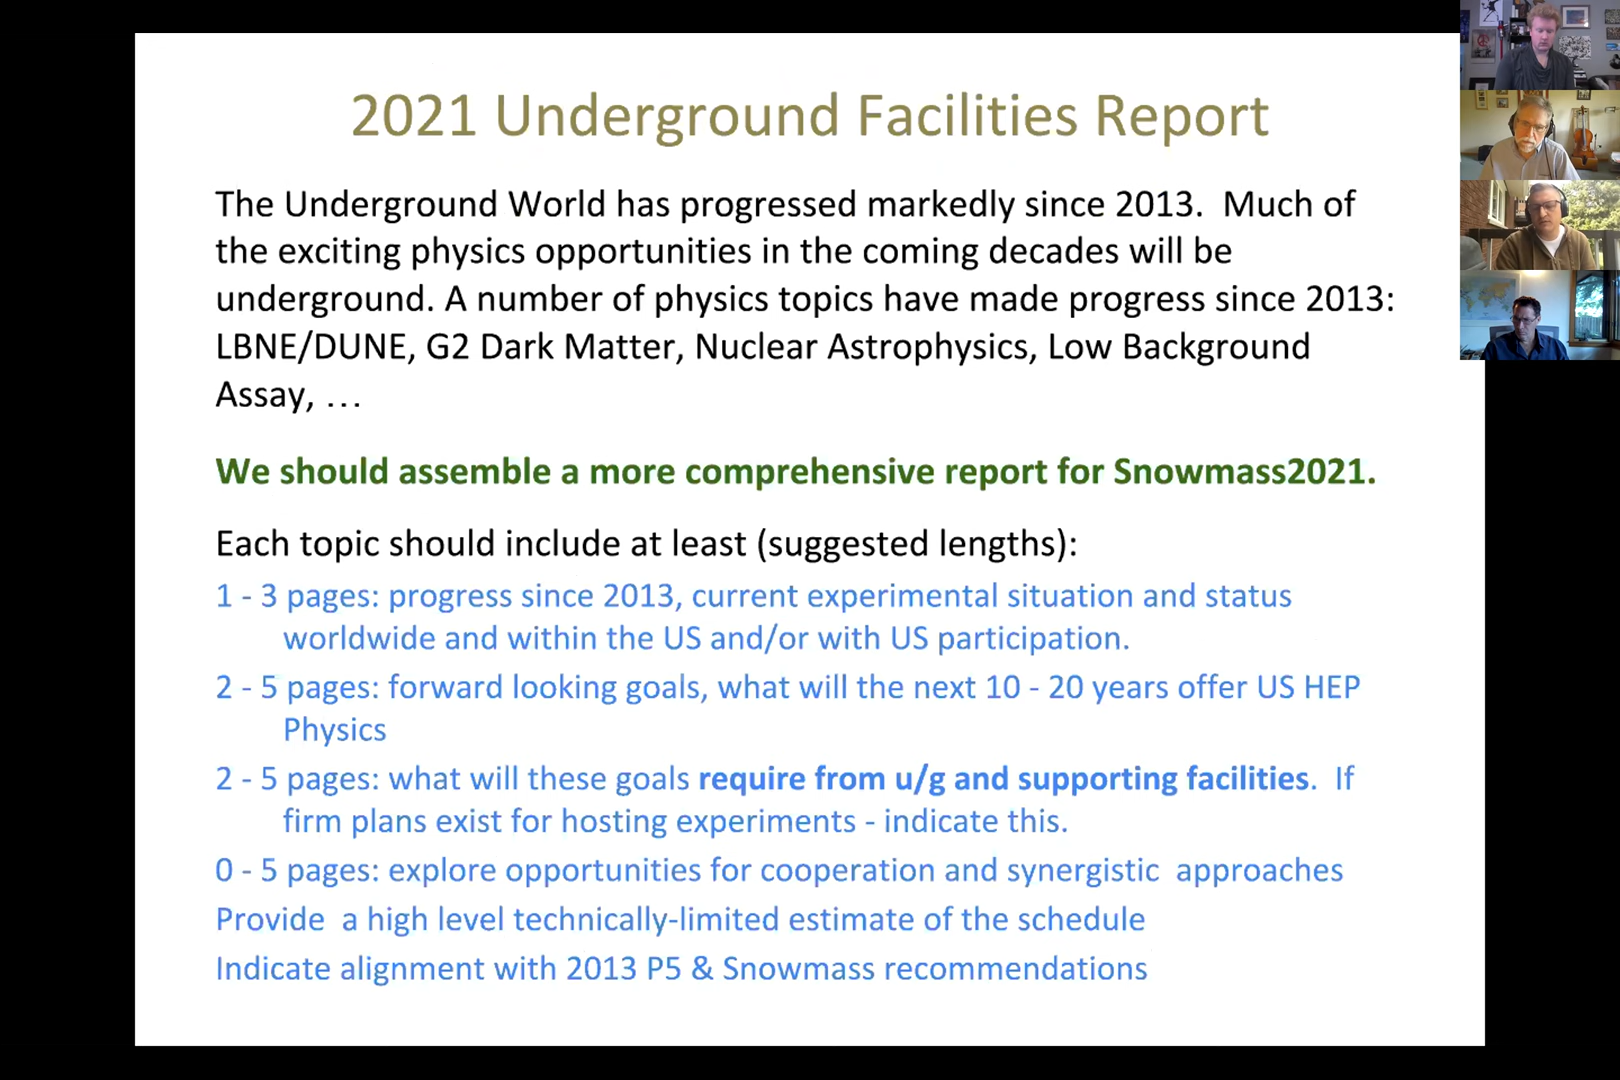 2021 Underground Facilities Report
The Underground World has progressed markedly since 2013.  Much of
the exciting physics opportunities in the coming decades will be
underground. A number of physics topics have made progress since 2013:
LBNE/DUNE, G2 Dark Matter, Nuclear Astrophysics, Low Background
Assay, …
We should assemble a more comprehensive report for Snowmass2021.
Each topic should include at least (suggested lengths):
1 - 3 pages: progress since 2013, current experimental situation and status
worldwide and within the US and/or with US participation.
2 - 5 pages: forward looking goals, what will the next 10 - 20 years offer US HEP
Physics
2 - 5 pages: what will these goals require from u/g and supporting facilities.  If
firm plans exist for hosting experiments - indicate this.
0 - 5 pages: explore opportunities for cooperation and synergistic  approaches
Provide  a high level technically-limited estimate of the schedule
Indicate alignment with 2013 P5 & Snowmass recommendations